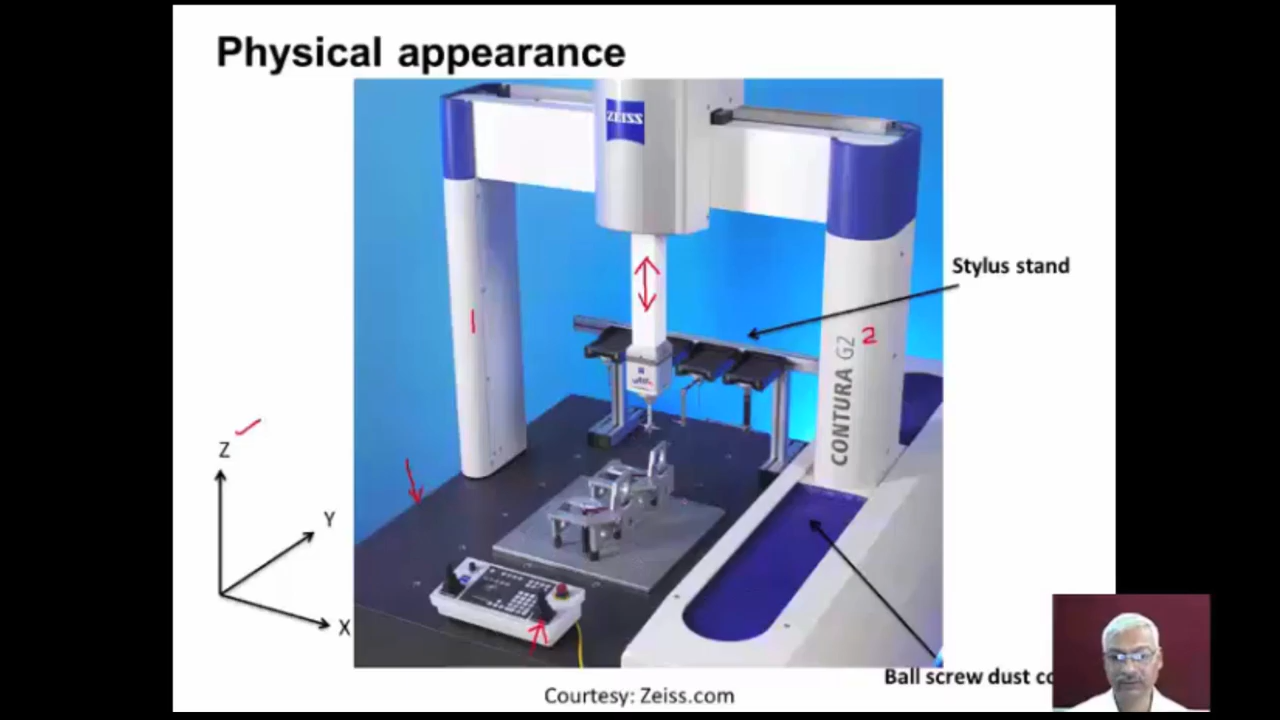 Physical appearance
ZEISS
Stylus stand
1
2
CONTURA G2
Z
Y
X
Ball screw dust co
Courtesy: Zeiss.com